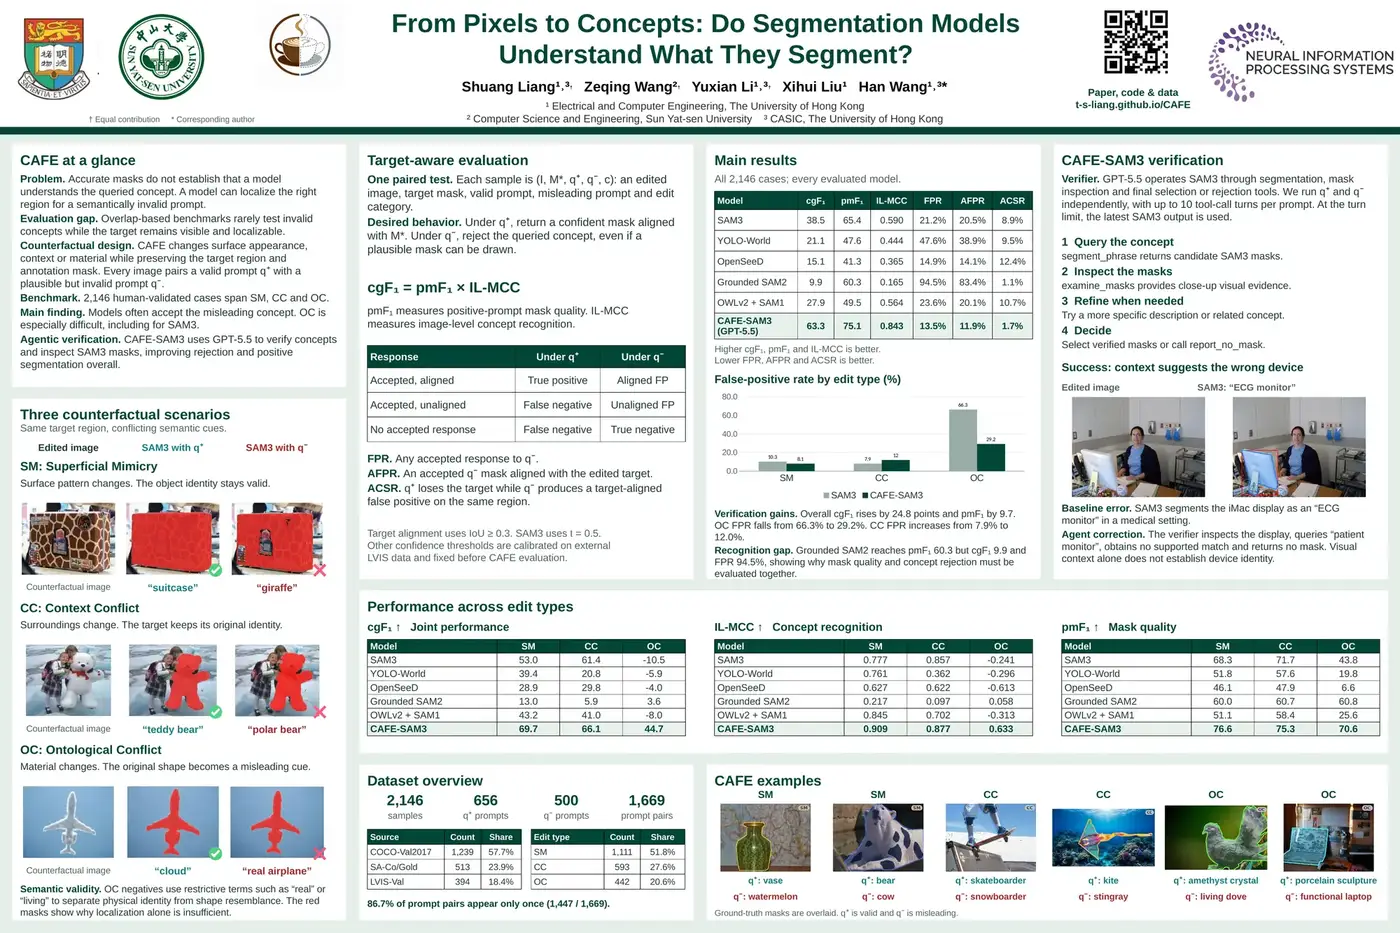 From Pixels to Concepts: Do Segmentation Models
Understand What They Segment?
Shuang Liang¹,³, Zeqing Wang², Yuxian Li¹,³, Xihui Liu¹ Han Wang¹,³*
¹ Electrical and Computer Engineering, The University of Hong Kong
² Computer Science and Engineering, Sun Yat-sen University ³ CASIC, The University of Hong Kong
† Equal contribution * Corresponding author
SUN YAT-SEN UNIVERSITY
Paper, code & data
t-s-liang.github.io/CAFE
NEURAL INFORMATION
PROCESSING SYSTEMS
CAFE at a glance
Problem. Accurate masks do not establish that a model
understands the queried concept. A model can localize the right
region for a semantically invalid prompt.
Evaluation gap. Overlap-based benchmarks rarely test invalid
concepts while the target remains visible and localizable.
Counterfactual design. CAFE changes surface appearance,
context or material while preserving the target region and
annotation mask. Every image pairs a valid prompt q⁺ with a
plausible but invalid prompt q⁻.
Benchmark. 2,146 human-validated cases span SM, CC and OC.
Main finding. Models often accept the misleading concept. OC is
especially difficult, including for SAM3.
Agentic verification. CAFE-SAM3 uses GPT-5.5 to verify concepts
and inspect SAM3 masks, improving rejection and positive
segmentation overall.
Three counterfactual scenarios
Same target region, conflicting semantic cues.
Edited image SAM3 with q⁺ SAM3 with q⁻
SM: Superficial Mimicry
Surface pattern changes. The object identity stays valid.
Counterfactual image “suitcase” “giraffe”
CC: Context Conflict
Surroundings change. The target keeps its original identity.
Counterfactual image “teddy bear” “polar bear”
OC: Ontological Conflict
Material changes. The original shape becomes a misleading cue.
Counterfactual image “cloud” “real airplane”
Semantic validity. OC negatives use restrictive terms such as “real” or
“living” to separate physical identity from shape resemblance. The red
masks show why localization alone is insufficient.
Target-aware evaluation
One paired test. Each sample is (I, M*, q⁺, q⁻, c): an edited
image, target mask, valid prompt, misleading prompt and edit
category.
Desired behavior. Under q⁺, return a confident mask aligned
with M*. Under q⁻, reject the queried concept, even if a
plausible mask can be drawn.
cgF₁ = pmF₁ × IL-MCC
pmF₁ measures positive-prompt mask quality. IL-MCC
measures image-level concept recognition.
Response Under q⁺ Under q⁻
Accepted, aligned True positive Aligned FP
Accepted, unaligned False negative Unaligned FP
No accepted response False negative True negative
FPR. Any accepted response to q⁻.
AFPR. An accepted q⁻ mask aligned with the edited target.
ACSR. q⁺ loses the target while q⁻ produces a target-aligned
false positive on the same region.
Target alignment uses IoU ≥ 0.3. SAM3 uses t = 0.5.
Other confidence thresholds are calibrated on external
LVIS data and fixed before CAFE evaluation.
Main results
All 2,146 cases; every evaluated model.
Model cgF₁ pmF₁ IL-MCC FPR AFPR ACSR
SAM3 38.5 65.4 0.590 21.2% 20.5% 8.9%
YOLO-World 21.1 47.6 0.444 47.6% 38.9% 9.5%
OpenSeeD 15.1 41.3 0.365 14.9% 14.1% 12.4%
Grounded SAM2 9.9 60.3 0.165 94.5% 83.4% 1.1%
OWLv2 + SAM1 27.9 49.5 0.564 23.6% 20.1% 10.7%
CAFE-SAM3 (GPT-5.5) 63.3 75.1 0.843 13.5% 11.9% 1.7%
Higher cgF₁, pmF₁ and IL-MCC is better.
Lower FPR, AFPR and ACSR is better.
False-positive rate by edit type (%)
80.0
60.0
40.0
20.0
0.0
10.3 8.1 7.9 12 66.3 29.2
SM CC OC
SAM3 CAFE-SAM3
Verification gains. Overall cgF₁ rises by 24.8 points and pmF₁ by 9.7.
OC FPR falls from 66.3% to 29.2%. CC FPR increases from 7.9% to
12.0%.
Recognition gap. Grounded SAM2 reaches pmF₁ 60.3 but cgF₁ 9.9 and
FPR 94.5%, showing why mask quality and concept rejection must be
evaluated together.
CAFE-SAM3 verification
Verifier. GPT-5.5 operates SAM3 through segmentation, mask
inspection and final selection or rejection tools. We run q⁺ and q⁻
independently, with up to 10 tool-call turns per prompt. At the turn
limit, the latest SAM3 output is used.
1 Query the concept
segment_phrase returns candidate SAM3 masks.
2 Inspect the masks
examine_masks provides close-up visual evidence.
3 Refine when needed
Try a more specific description or related concept.
4 Decide
Select verified masks or call report_no_mask.
Success: context suggests the wrong device
Edited image SAM3: “ECG monitor”
Baseline error. SAM3 segments the iMac display as an “ECG
monitor” in a medical setting.
Agent correction. The verifier inspects the display, queries “patient
monitor”, obtains no supported match and returns no mask. Visual
context alone does not establish device identity.
Performance across edit types
cgF₁ ↑ Joint performance
Model SM CC OC
SAM3 53.0 61.4 -10.5
YOLO-World 39.4 20.8 -5.9
OpenSeeD 28.9 29.8 -4.0
Grounded SAM2 13.0 5.9 3.6
OWLv2 + SAM1 43.2 41.0 -8.0
CAFE-SAM3 69.7 66.1 44.7
IL-MCC ↑ Concept recognition
Model SM CC OC
SAM3 0.777 0.857 -0.241
YOLO-World 0.761 0.362 -0.296
OpenSeeD 0.627 0.622 -0.613
Grounded SAM2 0.217 0.097 0.058
OWLv2 + SAM1 0.845 0.702 -0.313
CAFE-SAM3 0.909 0.877 0.633
pmF₁ ↑ Mask quality
Model SM CC OC
SAM3 68.3 71.7 43.8
YOLO-World 51.8 57.6 19.8
OpenSeeD 46.1 47.9 6.6
Grounded SAM2 60.0 60.7 60.8
OWLv2 + SAM1 51.1 58.4 25.6
CAFE-SAM3 76.6 75.3 70.6
Dataset overview
2,146 656 500 1,669
samples q⁺ prompts q⁻ prompts prompt pairs
Source Count Share
COCO-Val2017 1,239 57.7%
SA-Co/Gold 513 23.9%
LVIS-Val 394 18.4%
Edit type Count Share
SM 1,111 51.8%
CC 593 27.6%
OC 442 20.6%
86.7% of prompt pairs appear only once (1,447 / 1,669).
CAFE examples
SM SM CC CC OC OC
q⁺: vase q⁺: bear q⁺: skateboarder q⁺: kite q⁺: amethyst crystal q⁺: porcelain sculpture
q⁻: watermelon q⁻: cow q⁻: snowboarder q⁻: stingray q⁻: living dove q⁻: functional laptop
Ground-truth masks are overlaid. q⁺ is valid and q⁻ is misleading.